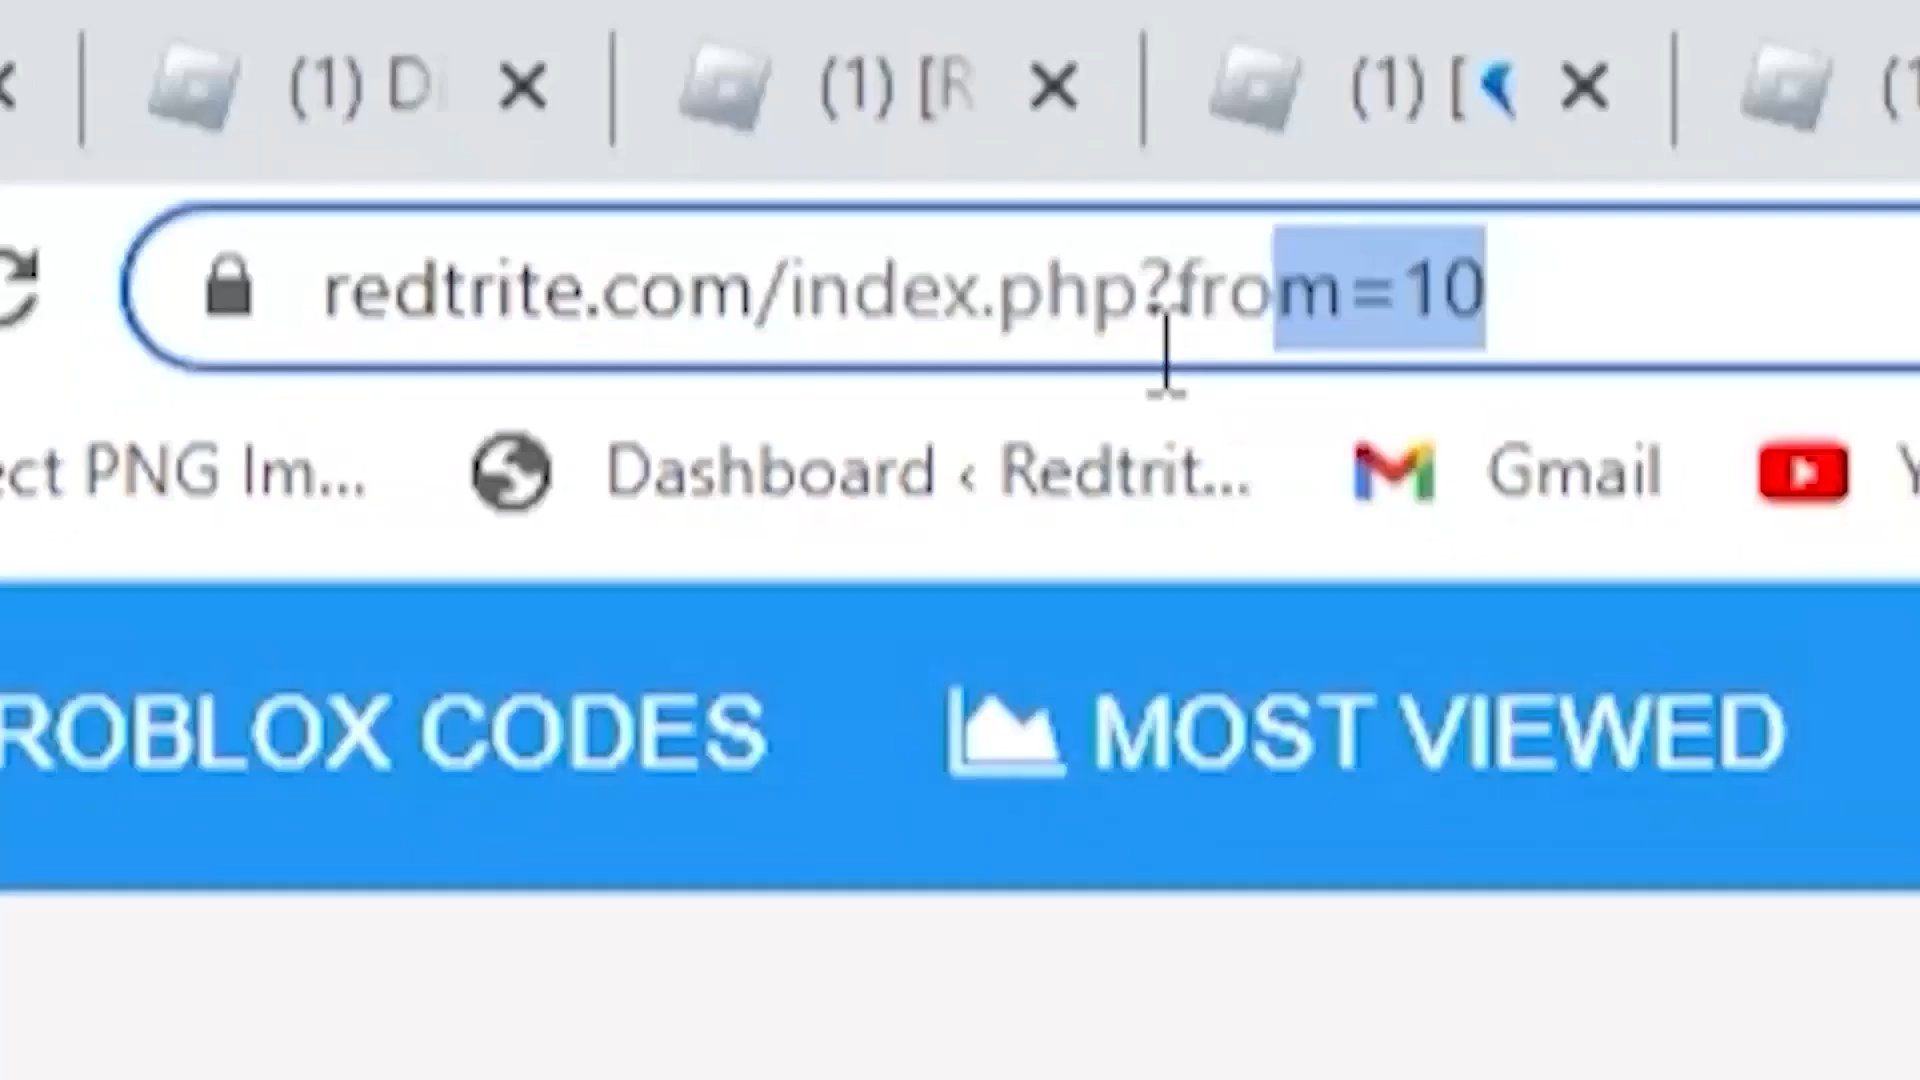 (1) D (1) [R (1) [ (1
redtrite.com/index.php?from=10
ect PNG Im... Dashboard ‹ Redtrit... Gmail Y
ROBLOX CODES MOST VIEWED